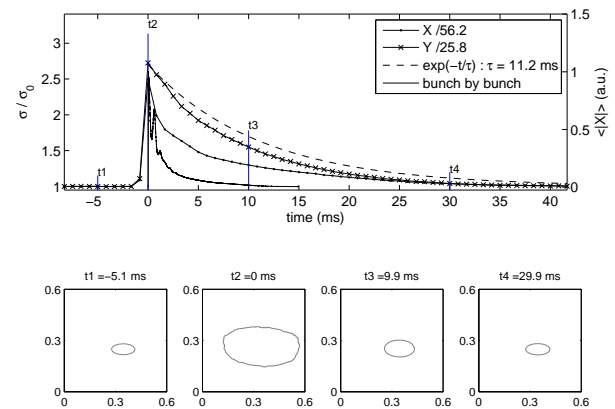 t2
X /56.2
Y /25.8
exp(−t/τ) : τ = 11.2 ms
bunch by bunch
3
2.5
2
1.5
1
σ / σ0
1.5
1
0.5
0
<|X|> (a.u.)
t1
t3
t4
−5 0 5 10 15 20 25 30 35 40
time (ms)
t1 =−5.1 ms t2 =0 ms t3 =9.9 ms t4 =29.9 ms
0.6 0.6 0.6 0.6
0.3 0.3 0.3 0.3
0 0 0 0
0 0.3 0.6 0 0.3 0.6 0 0.3 0.6 0 0.3 0.6